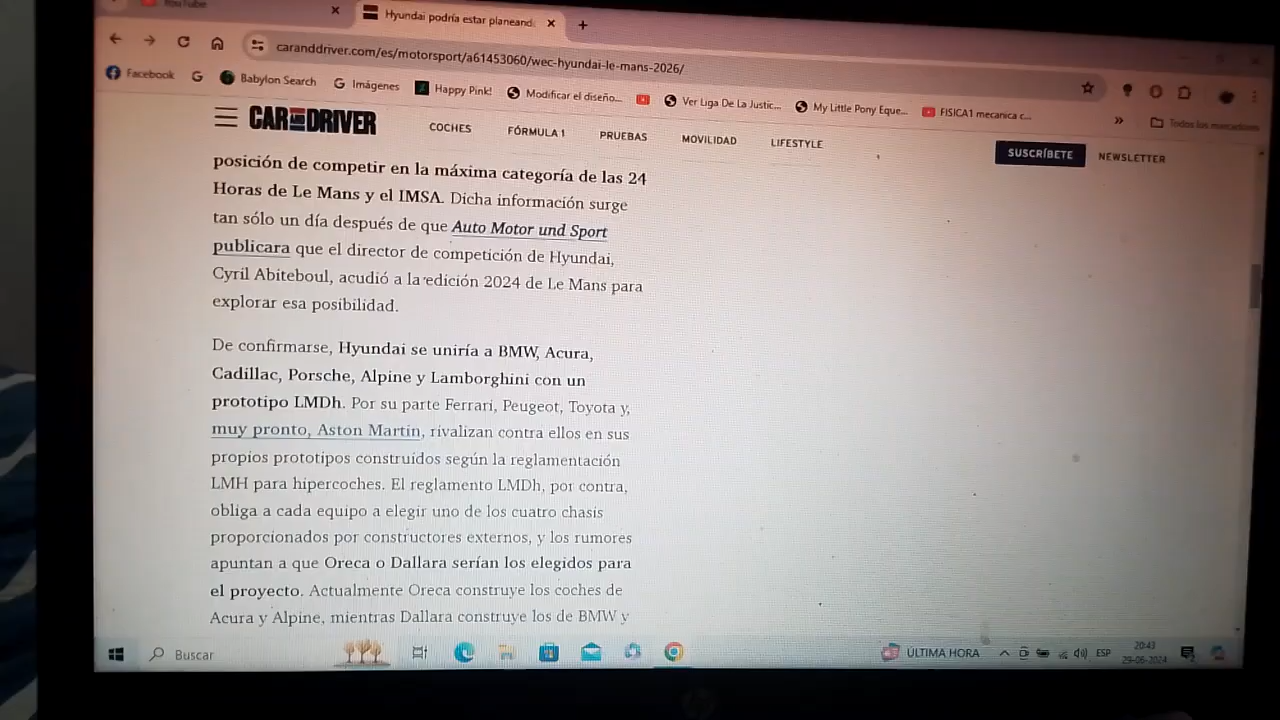 YouTube
Hyundai podría estar planeand
caranddriver.com/es/motorsport/a61453060/wec-hyundai-le-mans-2026/
Facebook
Babylon Search
Imágenes
Happy Pink!
Modificar el diseño...
Ver Liga De La Justic...
My Little Pony Eque...
FISICA1 mecanica c...
Todos los marcadores
CAR AND DRIVER
COCHES
FÓRMULA 1
PRUEBAS
MOVILIDAD
LIFESTYLE
SUSCRÍBETE
NEWSLETTER
posición de competir en la máxima categoría de las 24
Horas de Le Mans y el IMSA. Dicha información surge
tan sólo un día después de que Auto Motor und Sport
publicara que el director de competición de Hyundai,
Cyril Abiteboul, acudió a la edición 2024 de Le Mans para
explorar esa posibilidad.
De confirmarse, Hyundai se uniría a BMW, Acura,
Cadillac, Porsche, Alpine y Lamborghini con un
prototipo LMDh. Por su parte Ferrari, Peugeot, Toyota y,
muy pronto, Aston Martin, rivalizan contra ellos en sus
propios prototipos construidos según la reglamentación
LMH para hipercoches. El reglamento LMDh, por contra,
obliga a cada equipo a elegir uno de los cuatro chasis
proporcionados por constructores externos, y los rumores
apuntan a que Oreca o Dallara serían los elegidos para
el proyecto. Actualmente Oreca construye los coches de
Acura y Alpine, mientras Dallara construye los de BMW y
Buscar
ÚLTIMA HORA
ESP
20:43
29-06-2024